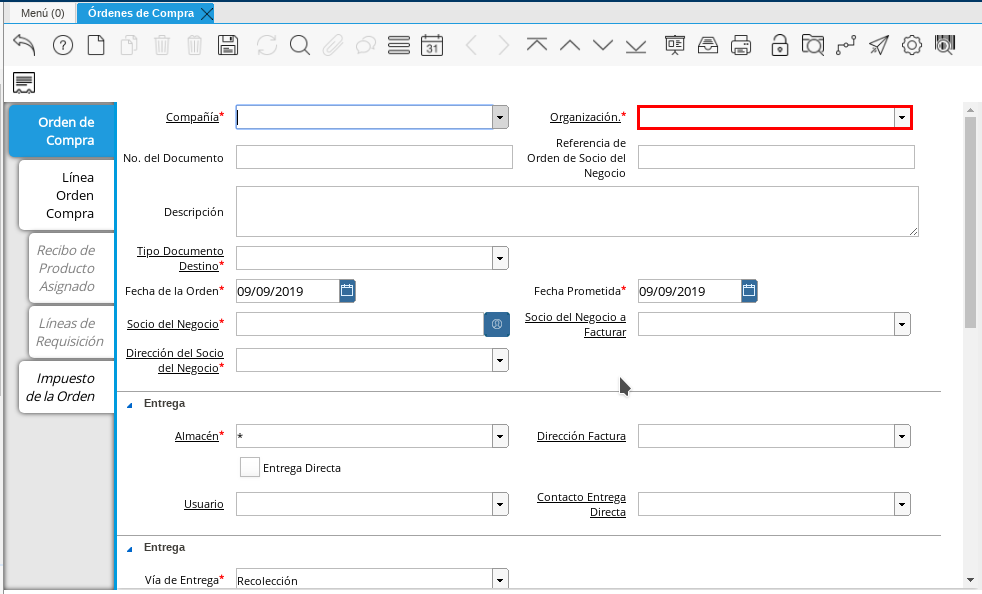 Menú (0)
Órdenes de Compra
31
Orden de
Compra
Línea
Orden
Compra
Recibo de
Producto
Asignado
Líneas de
Requisición
Impuesto
de la Orden
Compañía*
Organización.*
No. del Documento
Referencia de
Orden de Socio del
Negocio
Descripción
Tipo Documento
Destino*
Fecha de la Orden* 09/09/2019
Fecha Prometida* 09/09/2019
Socio del Negocio*
Socio del Negocio a
Facturar
Dirección del Socio
del Negocio*
Entrega
Almacén* *
Dirección Factura
Entrega Directa
Usuario
Contacto Entrega
Directa
Entrega
Vía de Entrega* Recolección